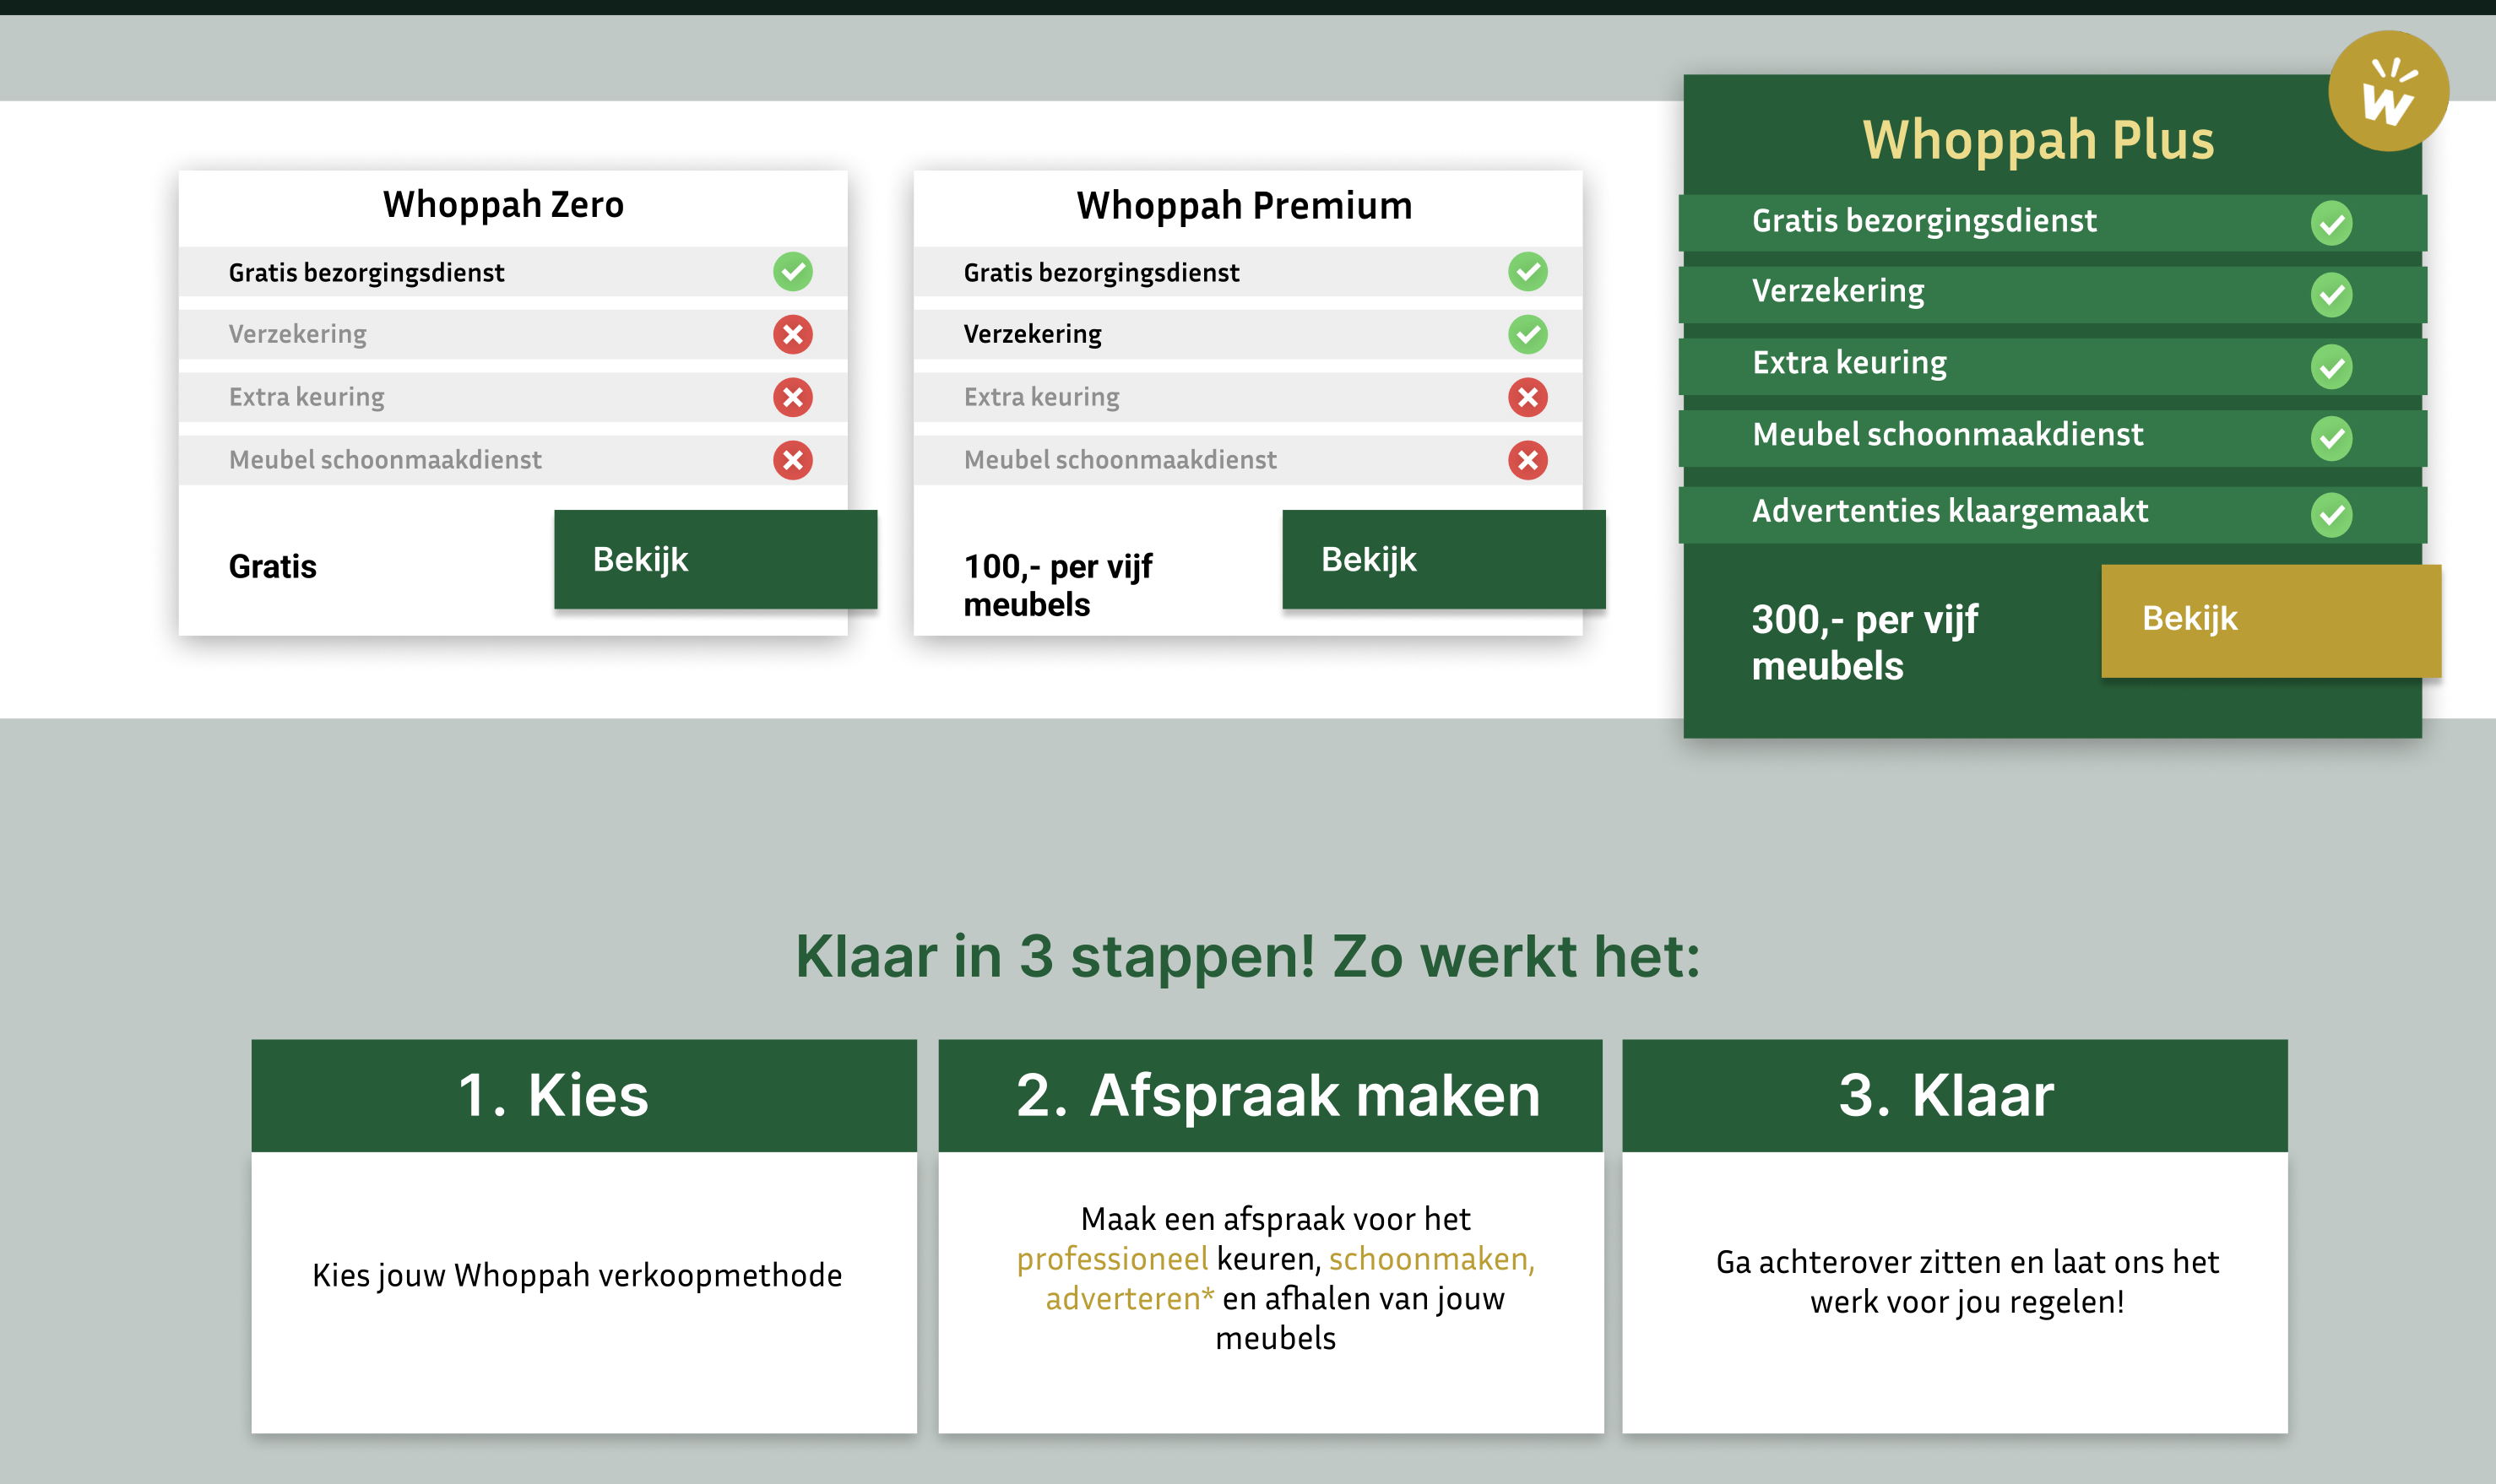 Whoppah Zero
Gratis bezorgingsdienst
Verzekering
Extra keuring
Meubel schoonmaakdienst
Gratis
Bekijk
Whoppah Premium
Gratis bezorgingsdienst
Verzekering
Extra keuring
Meubel schoonmaakdienst
100,- per vijf
meubels
Bekijk
W
Whoppah Plus
Gratis bezorgingsdienst
Verzekering
Extra keuring
Meubel schoonmaakdienst
Advertenties klaargemaakt
300,- per vijf
meubels
Bekijk
Klaar in 3 stappen! Zo werkt het:
1. Kies
Kies jouw Whoppah verkoopmethode
2. Afspraak maken
Maak een afspraak voor het
professioneel keuren, schoonmaken,
adverteren* en afhalen van jouw
meubels
3. Klaar
Ga achterover zitten en laat ons het
werk voor jou regelen!